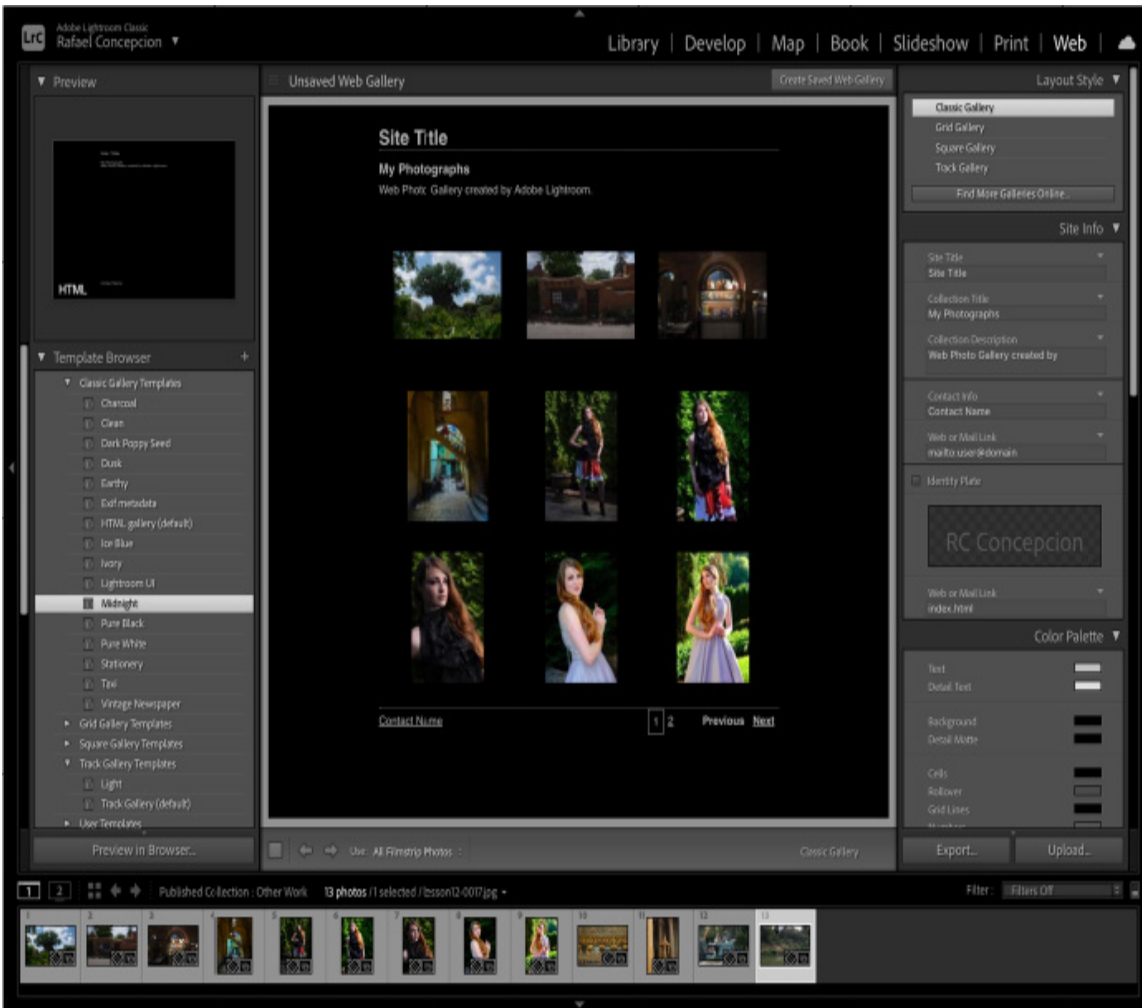 LrC
Adobe Lightroom Classic
Rafael Concepcion
Library | Develop | Map | Book | Slideshow | Print | Web |
Preview
Site Title
HTML
Template Browser +
Classic Gallery Templates
Charcoal
Clean
Dark Poppy Seed
Dusk
Earthy
Exif metadata
HTML gallery (default)
Ice Blue
Ivory
Lightroom UI
Midnight
Pure Black
Pure White
Stationery
Taxi
Vintage Newspaper
Grid Gallery Templates
Square Gallery Templates
Track Gallery Templates
Light
Track Gallery (default)
User Templates
Preview in Browser...
Unsaved Web Gallery
Create Saved Web Gallery
Site Title
My Photographs
Web Photo Gallery created by Adobe Lightroom.
Contact Name
1 2 Previous Next
Use: All Filmstrip Photos
Classic Gallery
Layout Style
Classic Gallery
Grid Gallery
Square Gallery
Track Gallery
Find More Galleries Online...
Site Info
Site Title
Site Title
Collection Title
My Photographs
Collection Description
Web Photo Gallery created by
Contact Info
Contact Name
Web or Mail Link
mailto:user@domain
Identity Plate
RC Concepcion
Web or Mail Link
index.html
Color Palette
Text
Detail Text
Background
Detail Matte
Cells
Rollover
Grid Lines
Numbers
Export...
Upload...
1 2 Published Collection : Other Work 13 photos / 1 selected / lesson12-0017.jpg
Filter : Filters Off
1 2 3 4 5 6 7 8 9 10 11 12 13